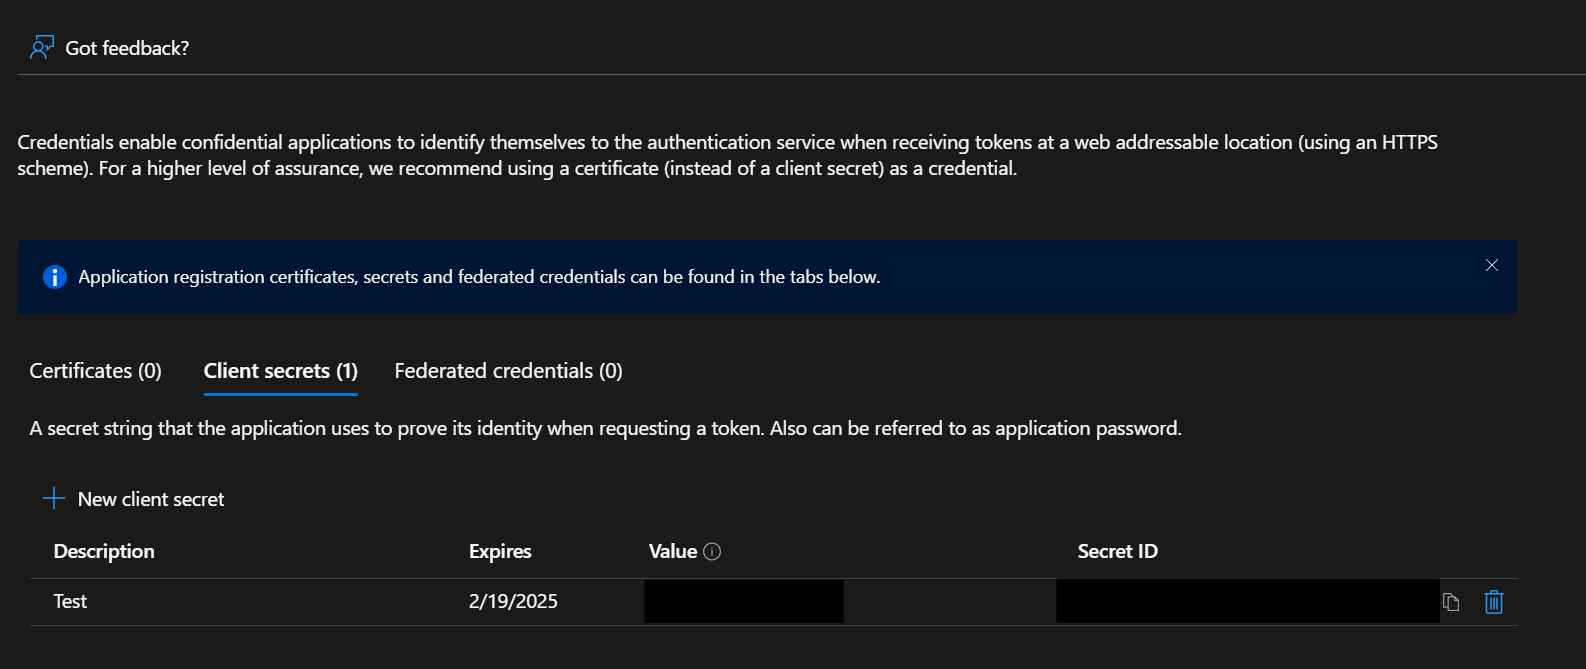 Got feedback?
Credentials enable confidential applications to identify themselves to the authentication service when receiving tokens at a web addressable location (using an HTTPS
scheme). For a higher level of assurance, we recommend using a certificate (instead of a client secret) as a credential.
Application registration certificates, secrets and federated credentials can be found in the tabs below.
Certificates (0) Client secrets (1) Federated credentials (0)
A secret string that the application uses to prove its identity when requesting a token. Also can be referred to as application password.
New client secret
Description Expires Value Secret ID
Test 2/19/2025